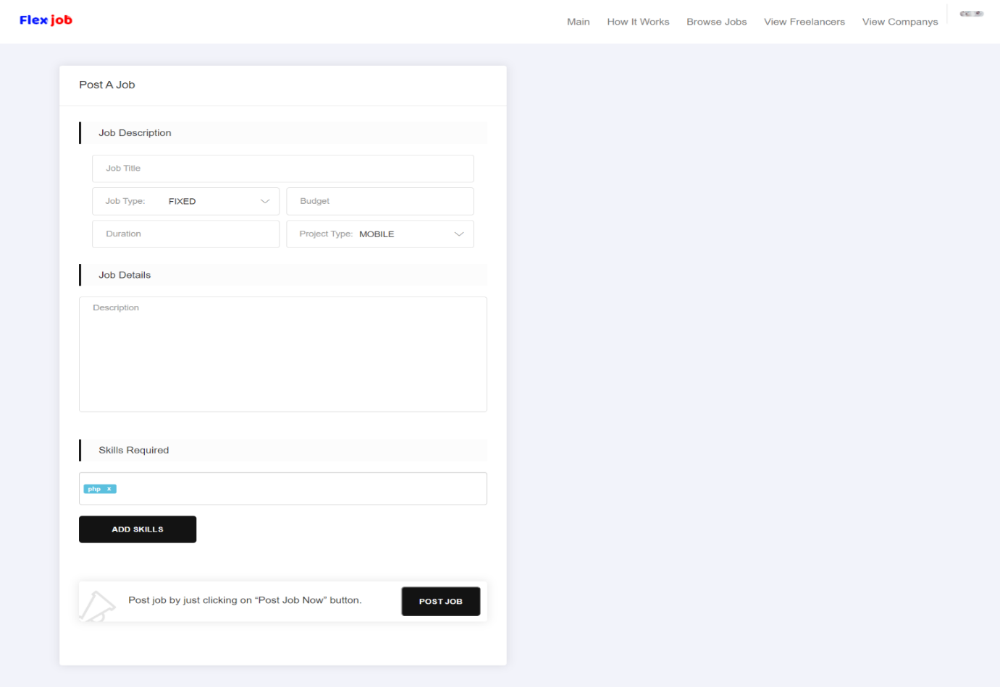 Flex job
Main How It Works Browse Jobs View Freelancers View Companys
Post A Job
Job Description
Job Title
Job Type: FIXED
Budget
Duration
Project Type: MOBILE
Job Details
Description
Skills Required
php x
ADD SKILLS
Post job by just clicking on “Post Job Now” button.
POST JOB